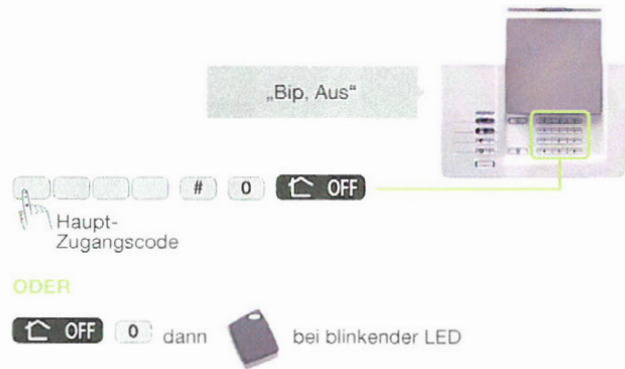 „Bip, Aus“
# 0 OFF
Haupt-
Zugangscode
ODER
OFF 0 dann bei blinkender LED